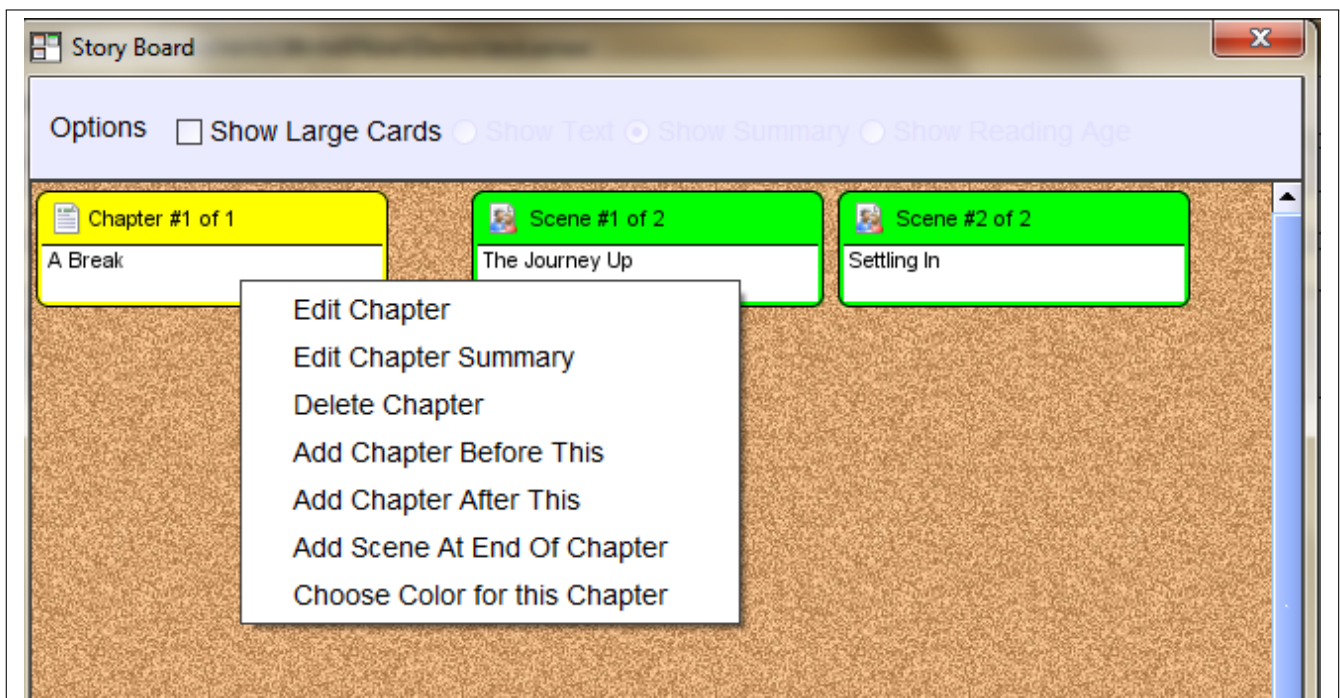 Story Board
Options Show Large Cards Show Text Show Summary Show Reading Age
Chapter #1 of 1 Scene #1 of 2 Scene #2 of 2
A Break The Journey Up Settling In
Edit Chapter
Edit Chapter Summary
Delete Chapter
Add Chapter Before This
Add Chapter After This
Add Scene At End Of Chapter
Choose Color for this Chapter